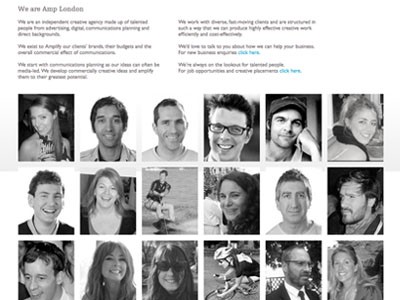 We are Amp London
We are an independent creative agency made up of talented
people from advertising, digital, communications planning and
direct backgrounds.
We exist to Amplify our clients' brands, their budgets and the
overall commercial effect of communications.
We start with communications planning as our ideas can often be
media-led. We develop commercially creative ideas and amplify
them to their greatest potential.
We work with diverse, fast-moving clients and are structured in
such a way that we can produce highly effective creative work
efficiently and cost-effectively.
We'd love to talk to you about how we can help your business.
For new business enquiries click here.
We're always on the lookout for talented people.
For job opportunities and creative placements click here.